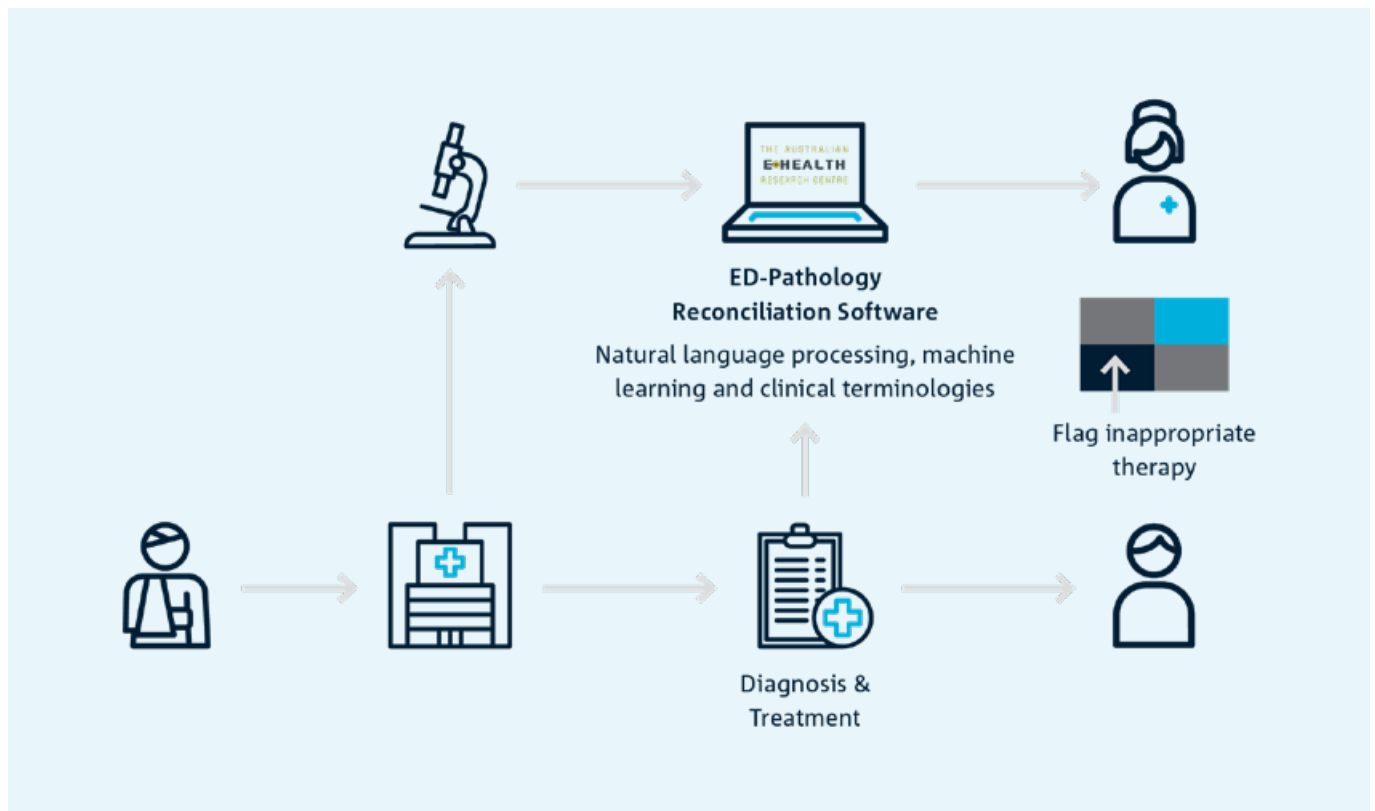 THE AUSTRALIAN
E-HEALTH
RESEARCH CENTRE
ED-Pathology
Reconciliation Software
Natural language processing, machine
learning and clinical terminologies
Flag inappropriate
therapy
Diagnosis &
Treatment